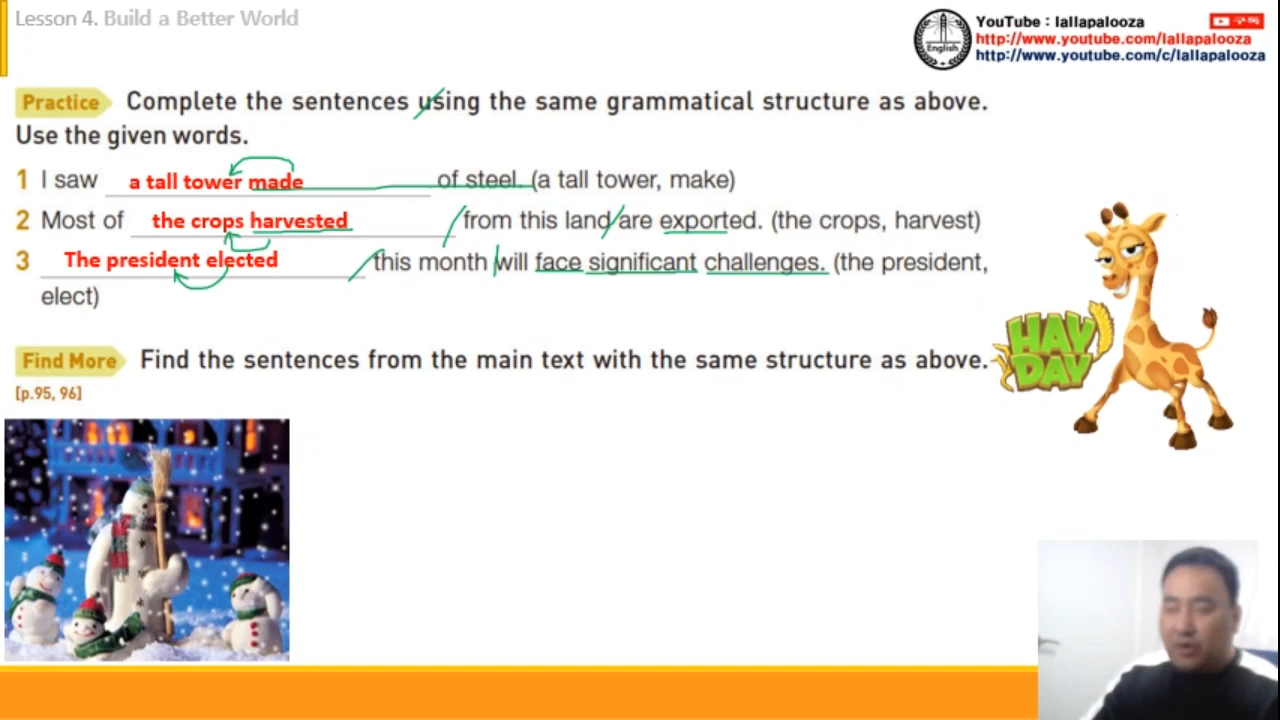 Lesson 4. Build a Better World
YouTube : lallapalooza
http://www.youtube.com/lallapalooza
http://www.youtube.com/c/lallapalooza
English
Practice Complete the sentences using the same grammatical structure as above.
Use the given words.
1 I saw a tall tower made of steel. (a tall tower, make)
2 Most of the crops harvested from this land are exported. (the crops, harvest)
3 The president elected this month will face significant challenges. (the president,
elect)
Find More Find the sentences from the main text with the same structure as above.
[p.95, 96]
HAY
DAY